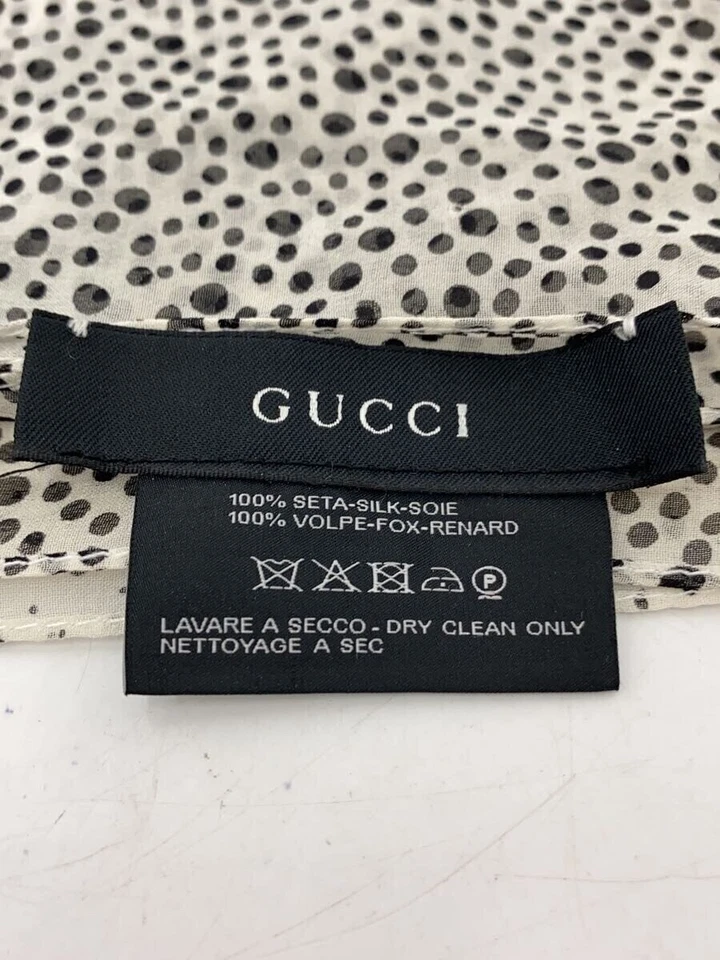 GUCCI
100% SETA-SILK-SOIE
100% VOLPE-FOX-RENARD
P
LAVARE A SECCO - DRY CLEAN ONLY
NETTOYAGE A SEC